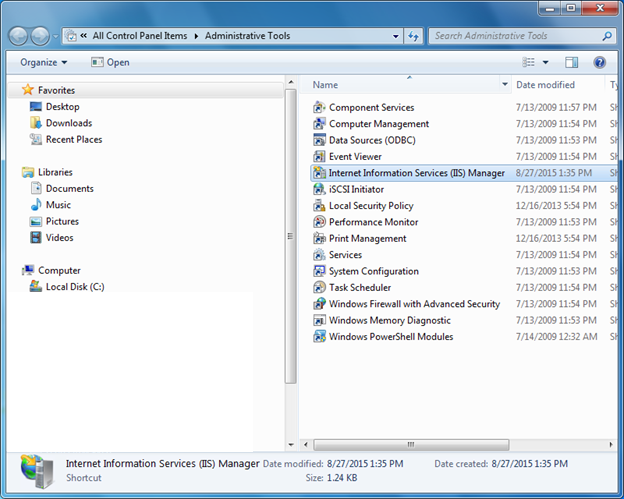 « All Control Panel Items ▸ Administrative Tools
Search Administrative Tools
Organize
Open
Favorites
Desktop
Downloads
Recent Places
Libraries
Documents
Music
Pictures
Videos
Computer
Local Disk (C:)
Name Date modified Ty
Component Services 7/13/2009 11:57 PM SH
Computer Management 7/13/2009 11:54 PM SH
Data Sources (ODBC) 7/13/2009 11:53 PM SH
Event Viewer 7/13/2009 11:54 PM SH
Internet Information Services (IIS) Manager 8/27/2015 1:35 PM SH
iSCSI Initiator 7/13/2009 11:54 PM SH
Local Security Policy 12/16/2013 5:54 PM SH
Performance Monitor 7/13/2009 11:53 PM SH
Print Management 12/16/2013 5:54 PM SH
Services 7/13/2009 11:54 PM SH
System Configuration 7/13/2009 11:53 PM SH
Task Scheduler 7/13/2009 11:54 PM SH
Windows Firewall with Advanced Security 7/13/2009 11:54 PM SH
Windows Memory Diagnostic 7/13/2009 11:53 PM SH
Windows PowerShell Modules 7/14/2009 12:32 AM SH
Internet Information Services (IIS) Manager Date modified: 8/27/2015 1:35 PM Date created: 8/27/2015 1:35 PM
Shortcut Size: 1.24 KB